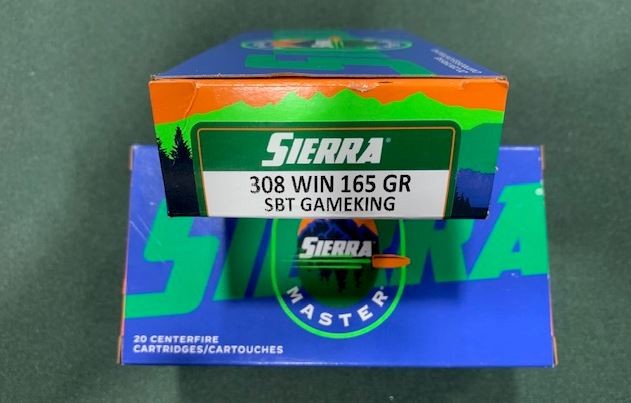 SIERRA
308 WIN 165 GR
SBT GAMEKING
SIERRA
SIERRA
MASTER
20 CENTERFIRE
CARTRIDGES/CARTOUCHES